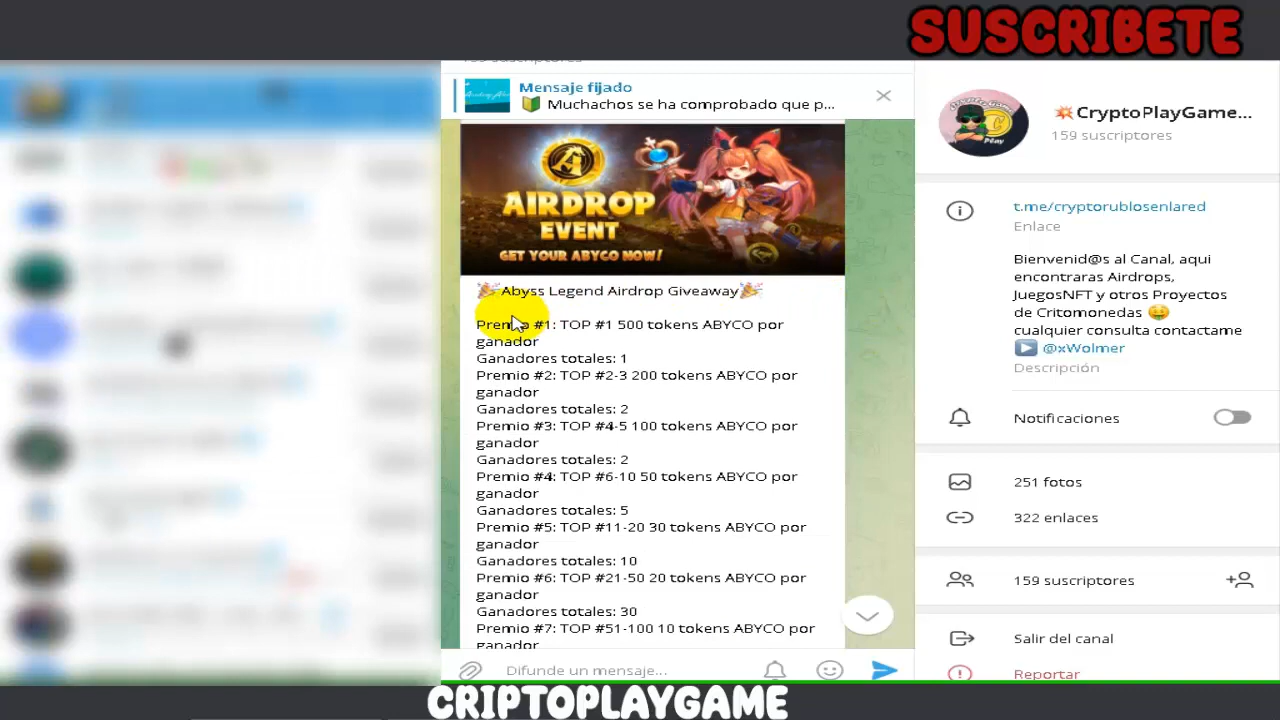 SUSCRIBETE
Mensaje fijado
Muchachos se ha comprobado que p...
AIRDROP
EVENT
GET YOUR ABYCO NOW!
🎉Abyss Legend Airdrop Giveaway🎉
Premio #1: TOP #1 500 tokens ABYCO por
ganador
Ganadores totales: 1
Premio #2: TOP #2-3 200 tokens ABYCO por
ganador
Ganadores totales: 2
Premio #3: TOP #4-5 100 tokens ABYCO por
ganador
Ganadores totales: 2
Premio #4: TOP #6-10 50 tokens ABYCO por
ganador
Ganadores totales: 5
Premio #5: TOP #11-20 30 tokens ABYCO por
ganador
Ganadores totales: 10
Premio #6: TOP #21-50 20 tokens ABYCO por
ganador
Ganadores totales: 30
Premio #7: TOP #51-100 10 tokens ABYCO por
ganador
Difunde un mensaje...
💥CryptoPlayGame...
159 suscriptores
t.me/cryptorublosenlared
Enlace
Bienvenid@s al Canal, aqui
encontraras Airdrops,
JuegosNFT y otros Proyectos
de Critomonedas 🤑
cualquier consulta contactame
▶️ @xWolmer
Descripción
Notificaciones
251 fotos
322 enlaces
159 suscriptores
Salir del canal
Reportar
CRIPTOPLAYGAME